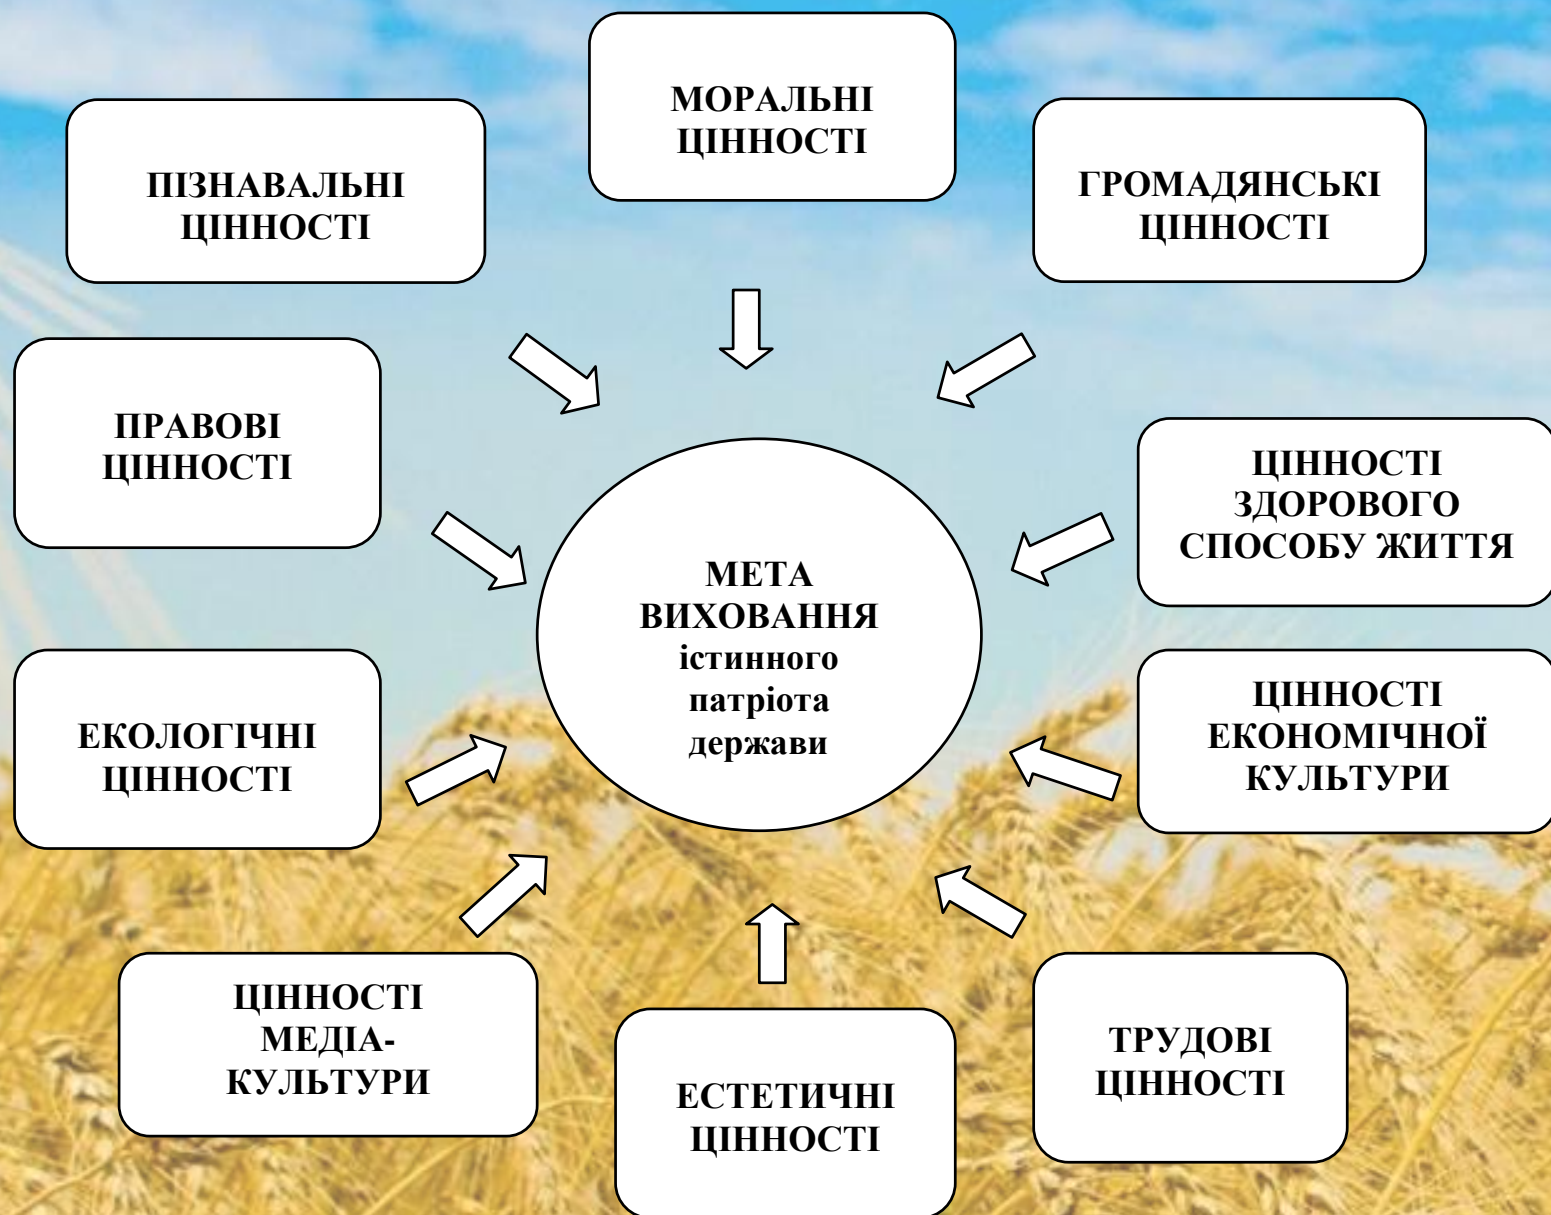 МОРАЛЬНІ
ЦІННОСТІ
ПІЗНАВАЛЬНІ
ЦІННОСТІ
ГРОМАДЯНСЬКІ
ЦІННОСТІ
ПРАВОВІ
ЦІННОСТІ
ЦІННОСТІ
ЗДОРОВОГО
СПОСОБУ ЖИТТЯ
МЕТА
ВИХОВАННЯ
істинного
патріота
держави
ЕКОЛОГІЧНІ
ЦІННОСТІ
ЦІННОСТІ
ЕКОНОМІЧНОЇ
КУЛЬТУРИ
ЦІННОСТІ
МЕДІА-
КУЛЬТУРИ
ЕСТЕТИЧНІ
ЦІННОСТІ
ТРУДОВІ
ЦІННОСТІ